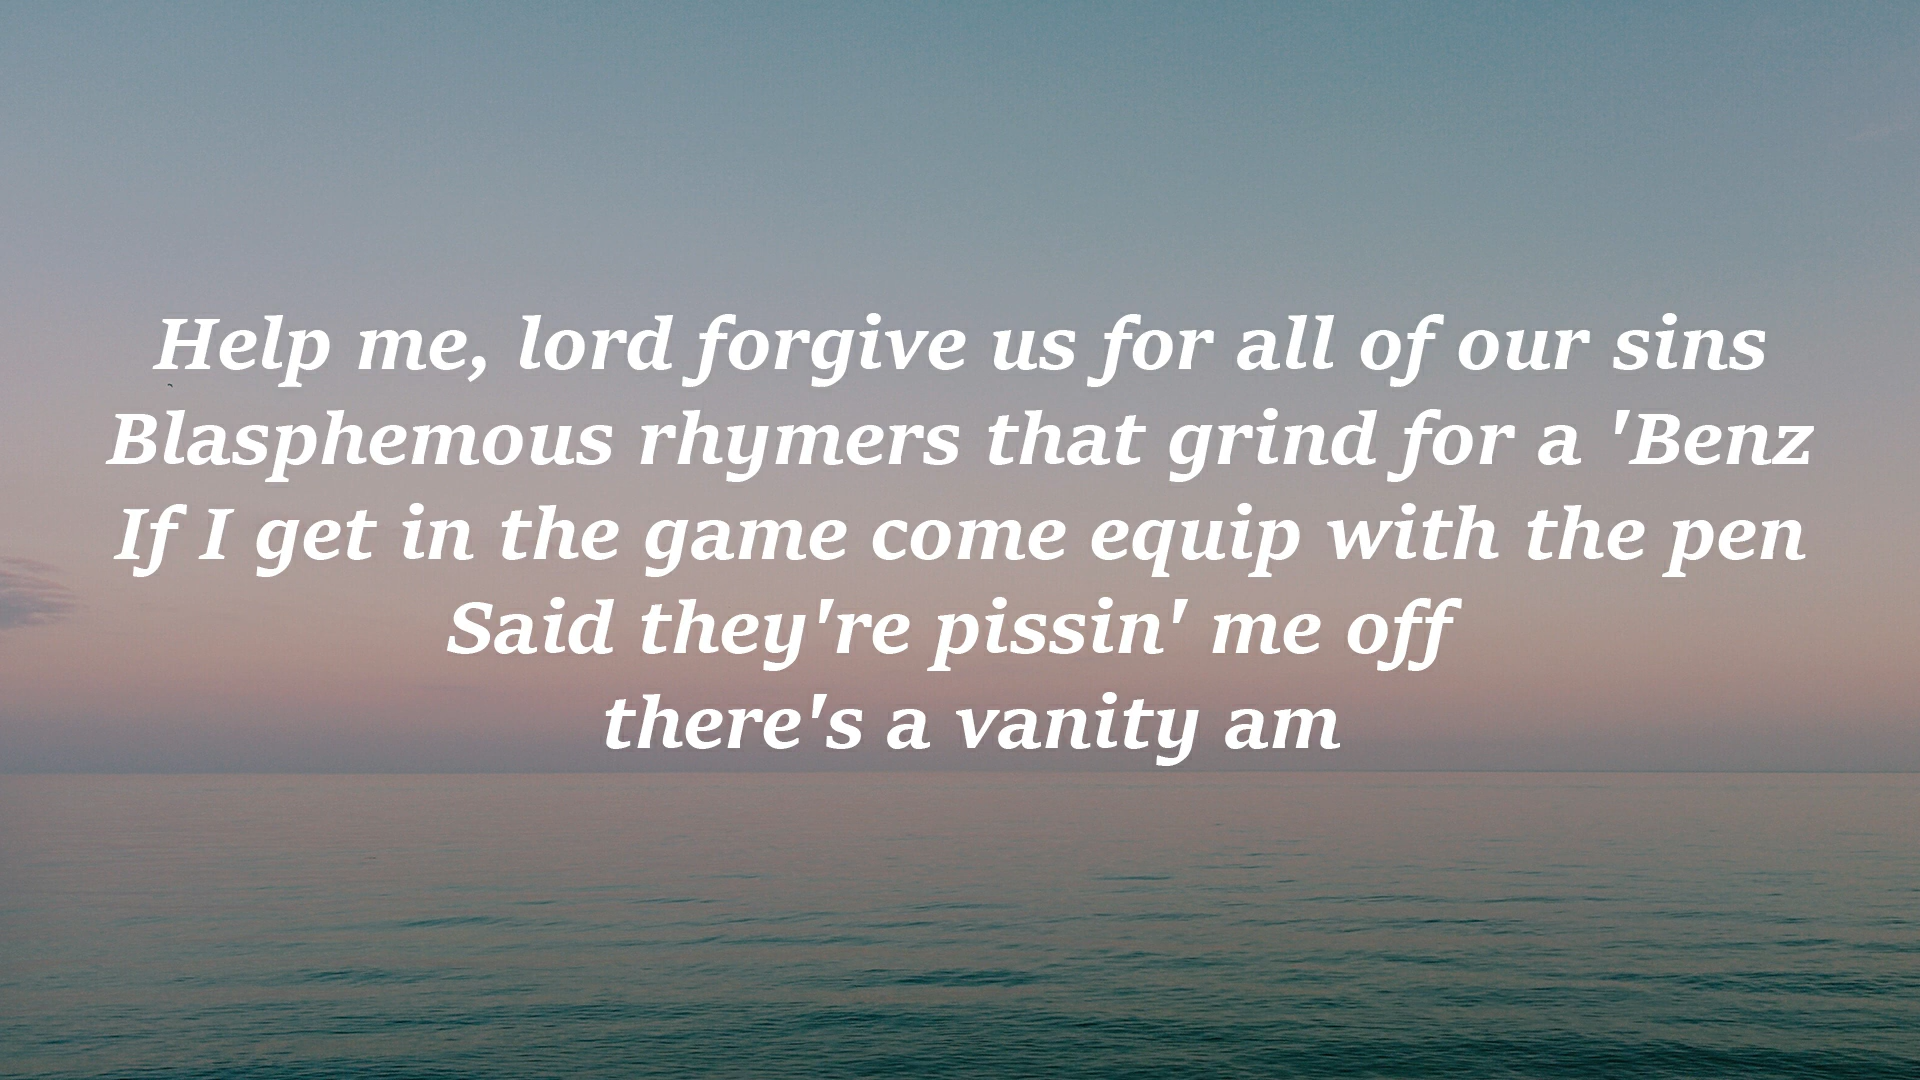 Help me, lord forgive us for all of our sins
Blasphemous rhymers that grind for a 'Benz
If I get in the game come equip with the pen
Said they're pissin' me off
there's a vanity am